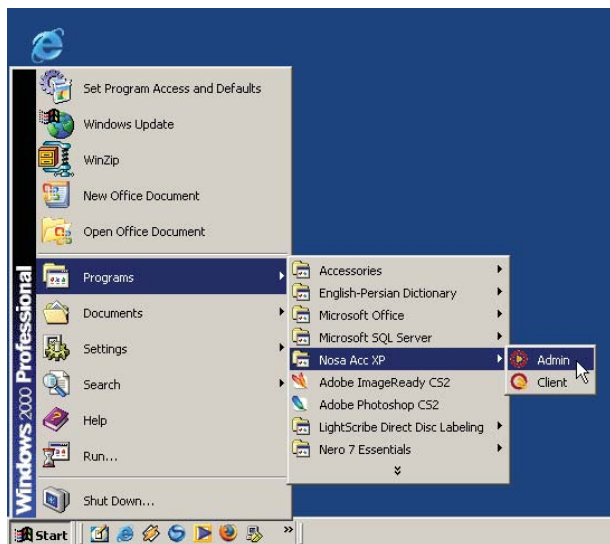 Set Program Access and Defaults
Windows Update
WinZip
New Office Document
Open Office Document
Programs
Documents
Settings
Search
Help
Run...
Shut Down...
Windows 2000 Professional
Accessories
English-Persian Dictionary
Microsoft Office
Microsoft SQL Server
Nosa Acc XP
Adobe ImageReady CS2
Adobe Photoshop CS2
LightScribe Direct Disc Labeling
Nero 7 Essentials
Admin
Client
Start